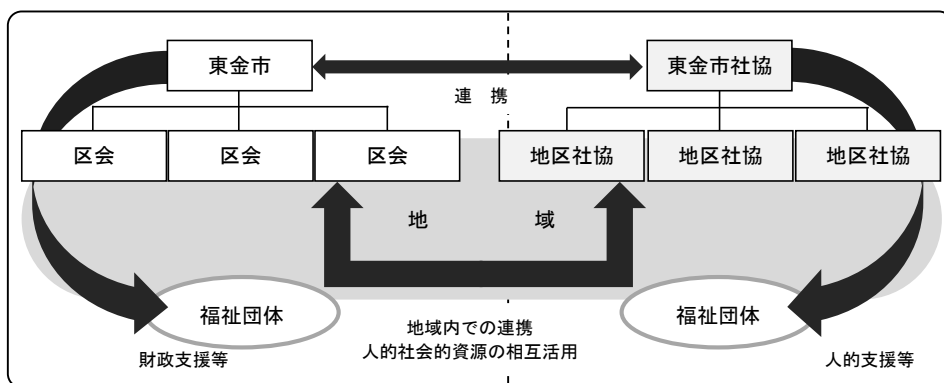 東金市
東金市社協
連 携
区会
区会
区会
地区社協
地区社協
地区社協
地 域
福祉団体
福祉団体
地域内での連携
人的社会的資源の相互活用
財政支援等
人的支援等